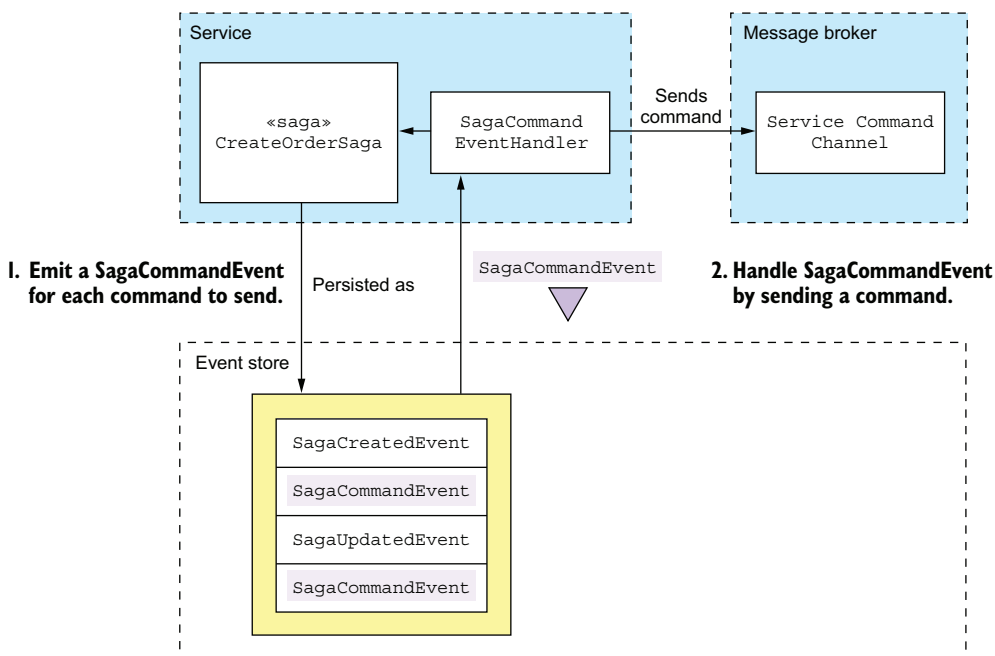 Service
Message broker
«saga»
CreateOrderSaga
SagaCommand
EventHandler
Sends
command
Service Command
Channel
1. Emit a SagaCommandEvent
for each command to send.
Persisted as
SagaCommandEvent
2. Handle SagaCommandEvent
by sending a command.
Event store
SagaCreatedEvent
SagaCommandEvent
SagaUpdatedEvent
SagaCommandEvent